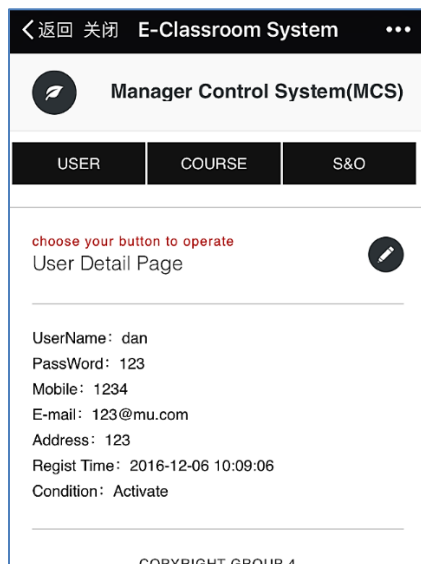 返回 关闭 E-Classroom System
Manager Control System(MCS)
USER COURSE S&O
choose your button to operate
User Detail Page
UserName：dan
PassWord：123
Mobile：1234
E-mail：123@mu.com
Address：123
Regist Time：2016-12-06 10:09:06
Condition：Activate
COPYRIGHT GROUP 4